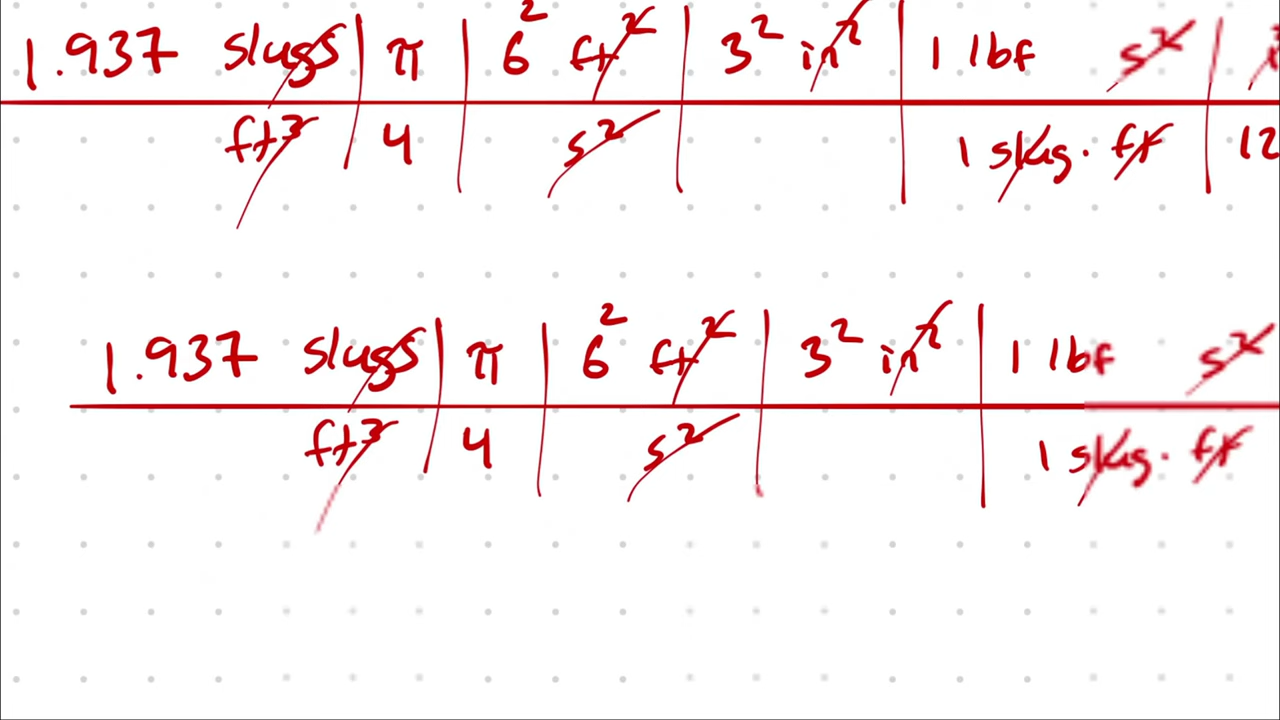 1.937 slugs | π | 6² ft² | 3² in² | 1 lbf s² |
ft³ | 4 | s² | | 1 slug · ft | 12
1.937 slugs | π | 6² ft² | 3² in² | 1 lbf s²
ft³ | 4 | s² | | 1 slug · ft